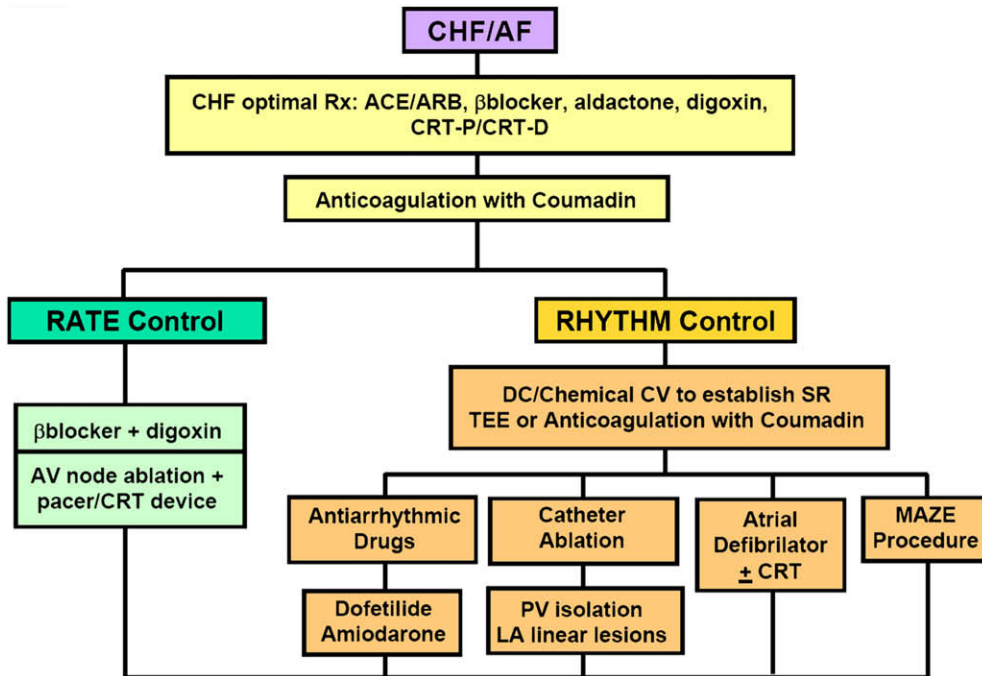 CHF/AF
CHF optimal Rx: ACE/ARB, βblocker, aldactone, digoxin,
CRT-P/CRT-D
Anticoagulation with Coumadin
RATE Control
RHYTHM Control
βblocker + digoxin
AV node ablation +
pacer/CRT device
DC/Chemical CV to establish SR
TEE or Anticoagulation with Coumadin
Antiarrhythmic
Drugs
Catheter
Ablation
Atrial
Defibrilator
± CRT
MAZE
Procedure
Dofetilide
Amiodarone
PV isolation
LA linear lesions